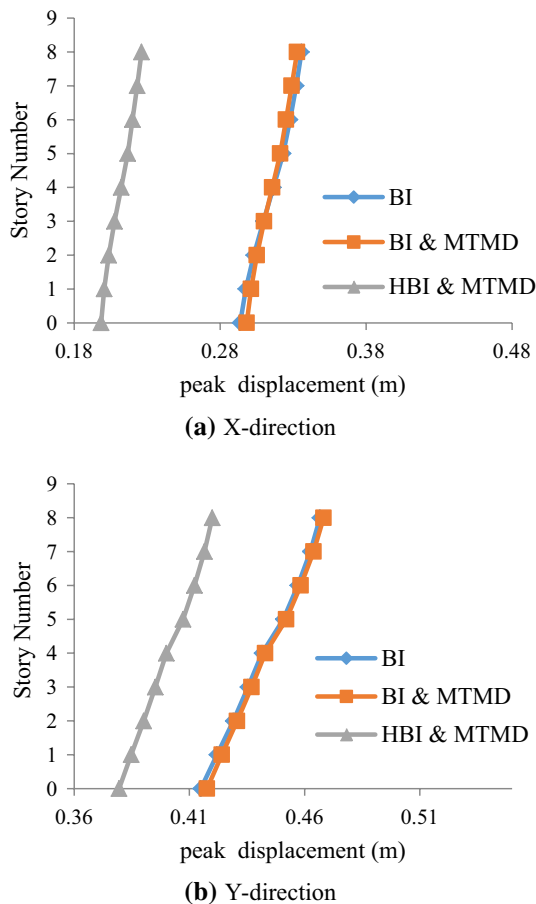 9
8
7
6
5
4
3
2
1
0
Story Number
BI
BI & MTMD
HBI & MTMD
0.18 0.28 0.38 0.48
peak displacement (m)
(a) X-direction
9
8
7
6
5
4
3
2
1
0
Story Number
BI
BI & MTMD
HBI & MTMD
0.36 0.41 0.46 0.51
peak displacement (m)
(b) Y-direction